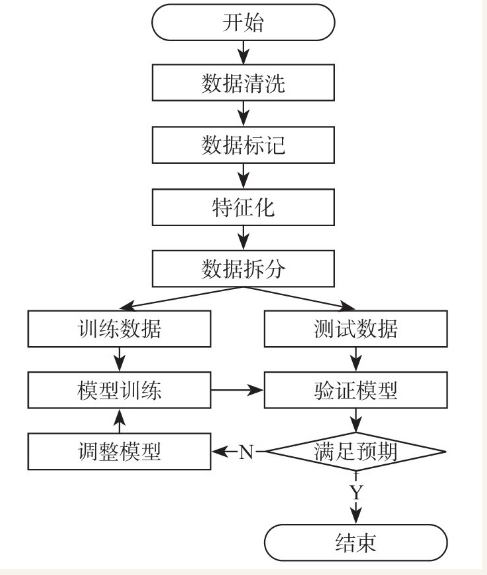 开始
数据清洗
数据标记
特征化
数据拆分
训练数据
测试数据
模型训练
验证模型
调整模型
N
满足预期
Y
结束